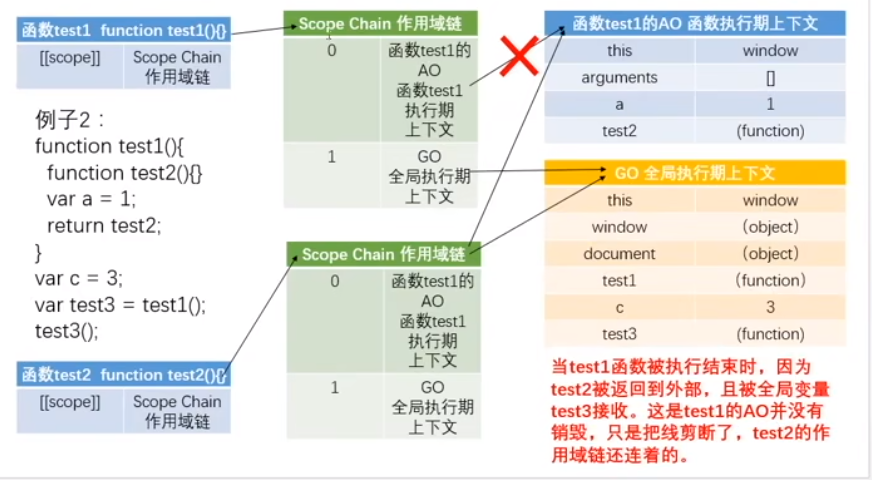 函数test1 function test1(){}
[[scope]] Scope Chain
作用域链
例子2：
function test1(){
function test2(){}
var a = 1;
return test2;
}
var c = 3;
var test3 = test1();
test3();
函数test2 function test2(){}
[[scope]] Scope Chain
作用域链
Scope Chain 作用域链
0 函数test1的
AO
函数test1
执行期
上下文
1 GO
全局执行期
上下文
Scope Chain 作用域链
0 函数test1的
AO
函数test1
执行期
上下文
1 GO
全局执行期
上下文
函数test1的AO 函数执行期上下文
this window
arguments []
a 1
test2 (function)
GO 全局执行期上下文
this window
window (object)
document (object)
test1 (function)
c 3
test3 (function)
当test1函数被执行结束时，因为
test2被返回到外部，且被全局变量
test3接收。这是test1的AO并没有
销毁，只是把线剪断了，test2的作
用域链还连着的。